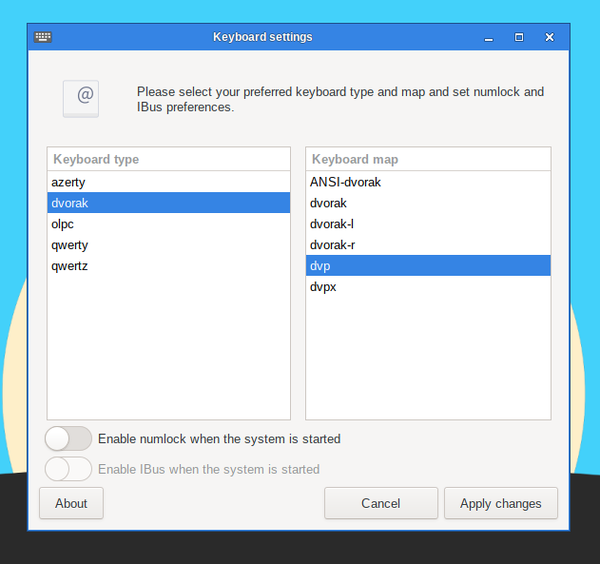 Keyboard settings
@
Please select your preferred keyboard type and map and set numlock and
IBus preferences.
Keyboard type
azerty
dvorak
olpc
qwerty
qwertz
Keyboard map
ANSI-dvorak
dvorak
dvorak-l
dvorak-r
dvp
dvpx
Enable numlock when the system is started
Enable IBus when the system is started
About
Cancel
Apply changes